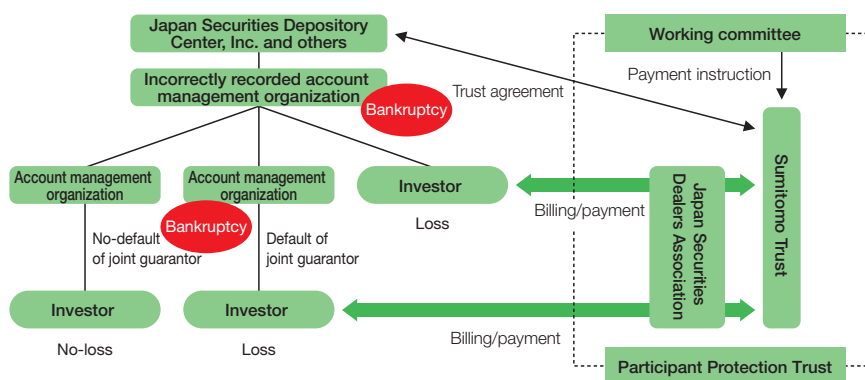 Japan Securities Depository
Center, Inc. and others
Working committee
Incorrectly recorded account
management organization
Bankruptcy
Trust agreement
Payment instruction
Account management
organization
Account management
organization
Investor
Loss
Bankruptcy
No-default
of joint guarantor
Default of
joint guarantor
Billing/payment
Japan Securities
Dealers Association
Sumitomo Trust
Investor
No-loss
Investor
Loss
Billing/payment
Participant Protection Trust